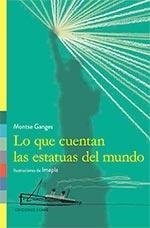 Montse Ganges
Lo que cuentan
las estatuas del mundo
Ilustraciones de Imapla